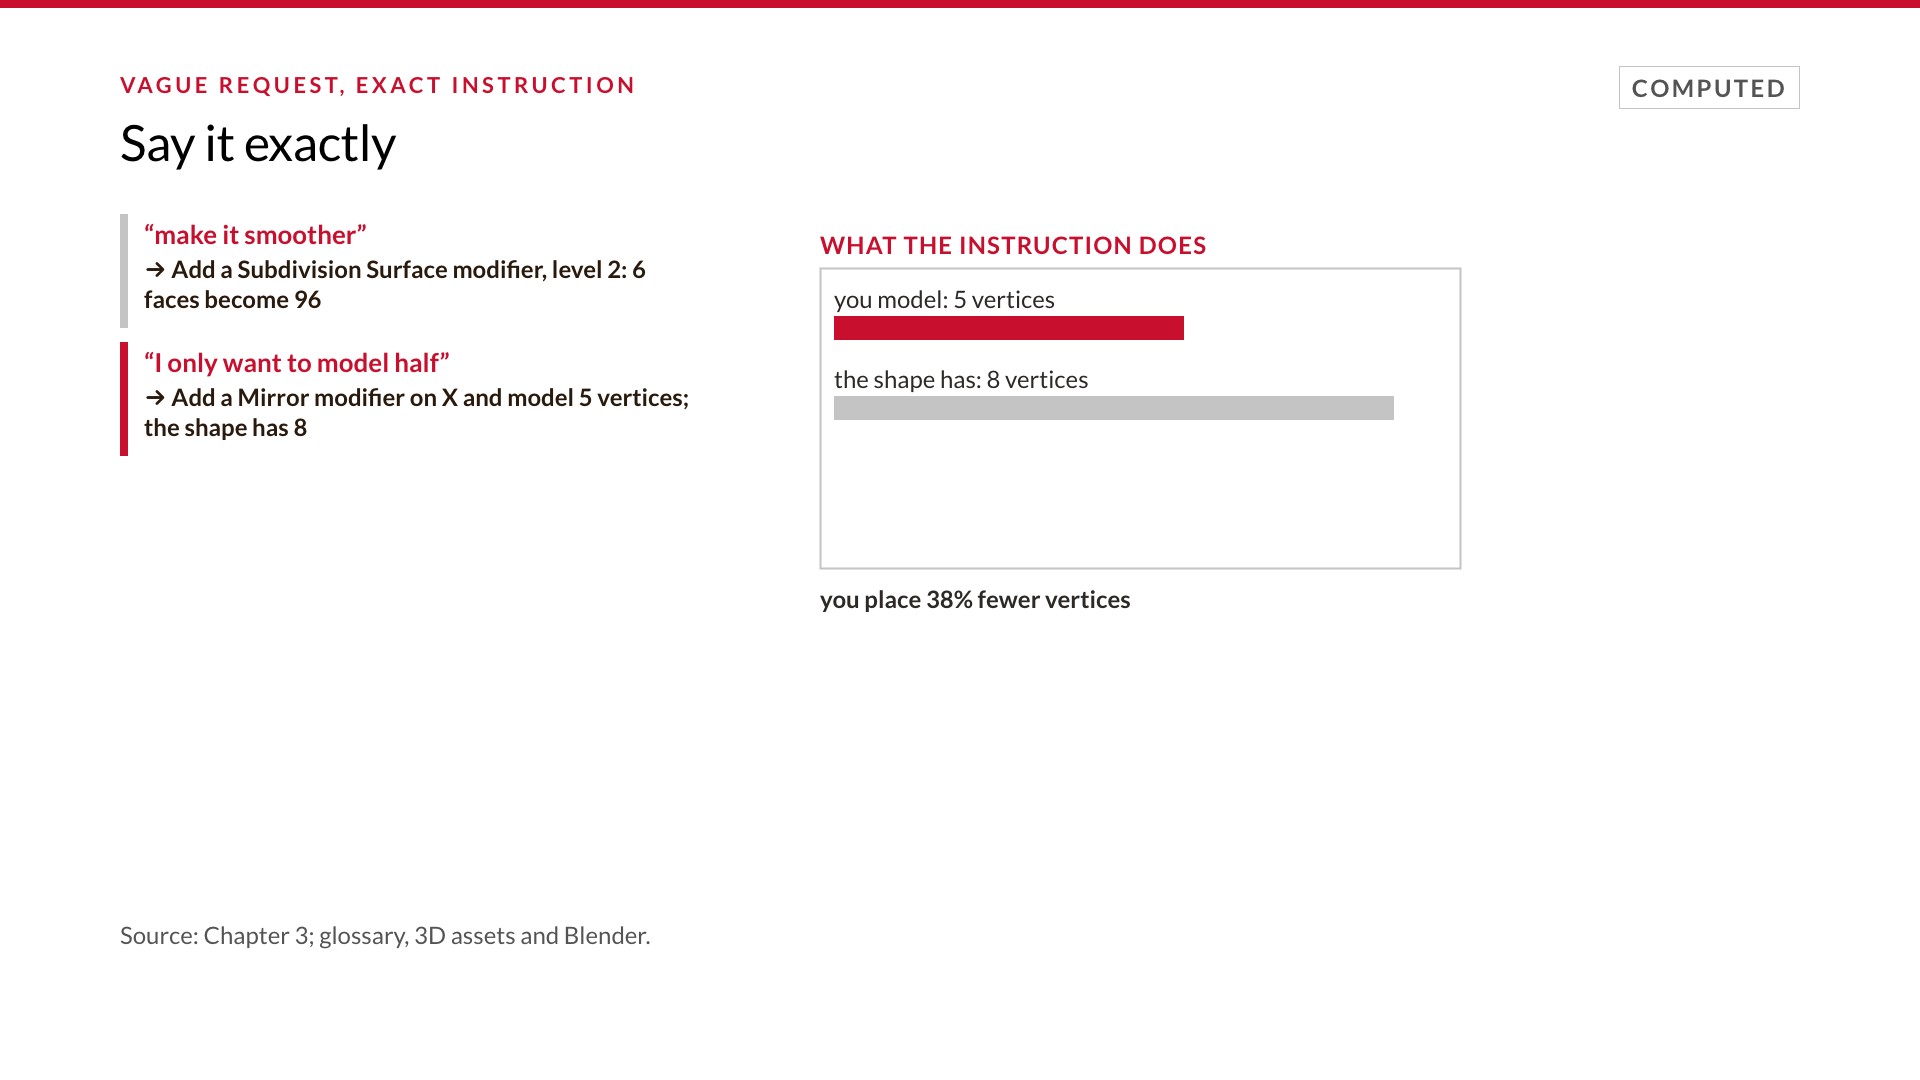 VAGUE REQUEST, EXACT INSTRUCTION
COMPUTED
Say it exactly
“make it smoother”
→ Add a Subdivision Surface modifier, level 2: 6
faces become 96
“I only want to model half”
→ Add a Mirror modifier on X and model 5 vertices;
the shape has 8
WHAT THE INSTRUCTION DOES
you model: 5 vertices
the shape has: 8 vertices
you place 38% fewer vertices
Source: Chapter 3; glossary, 3D assets and Blender.